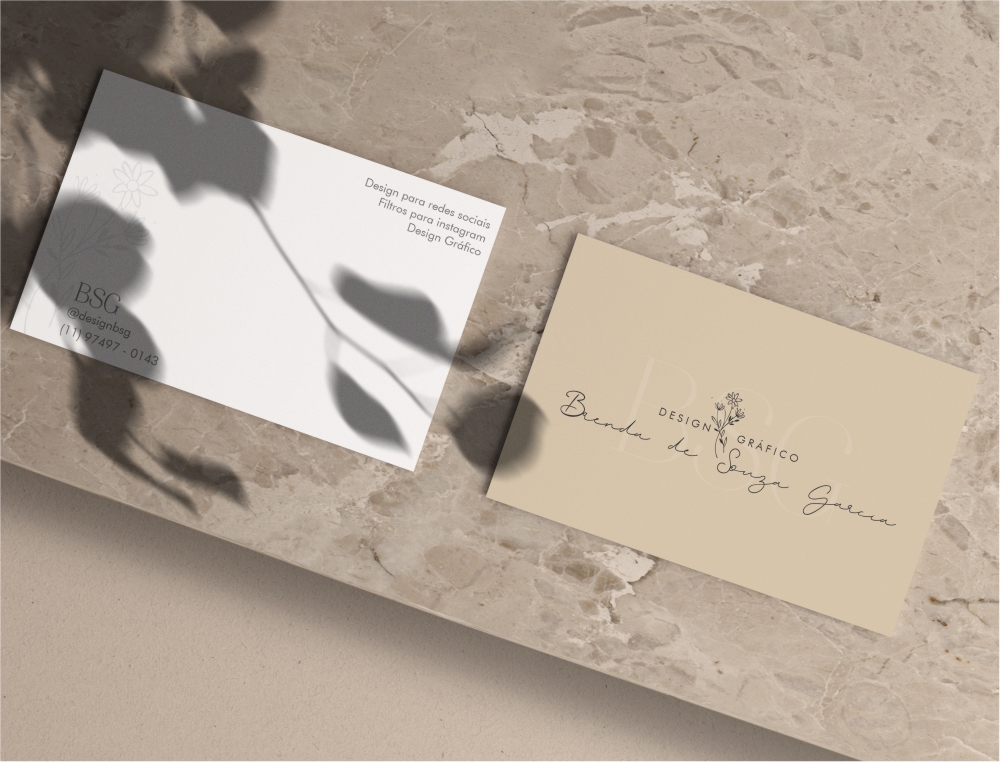 Design para redes sociais
Filtros para instagram
Design Gráfico
BSG
@designbsg
(11) 97497 - 0143
BSG
DESIGN GRÁFICO
Brenda de Souza Garcia